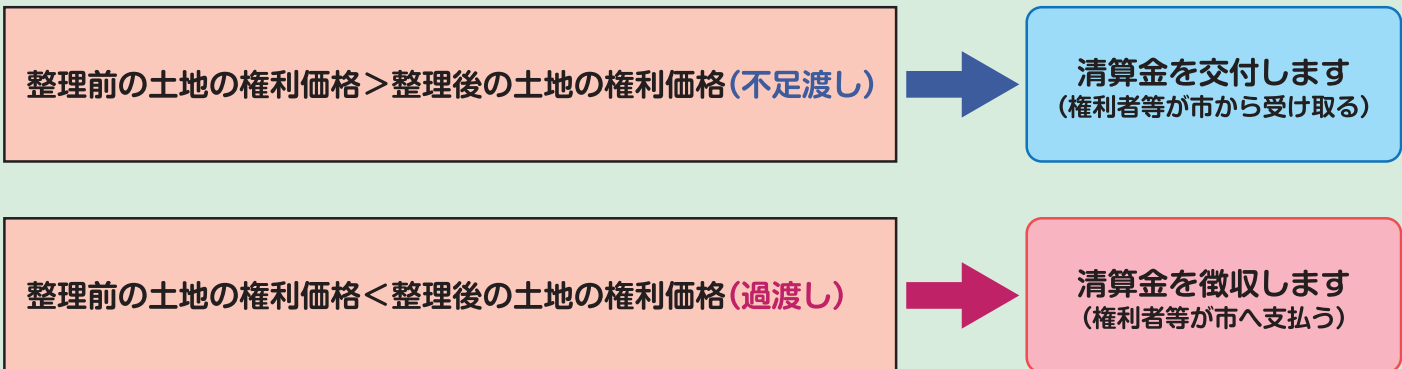 整理前の土地の権利価格＞整理後の土地の権利価格(不足渡し)
清算金を交付します
(権利者等が市から受け取る)
整理前の土地の権利価格＜整理後の土地の権利価格(過渡し)
清算金を徴収します
(権利者等が市へ支払う)